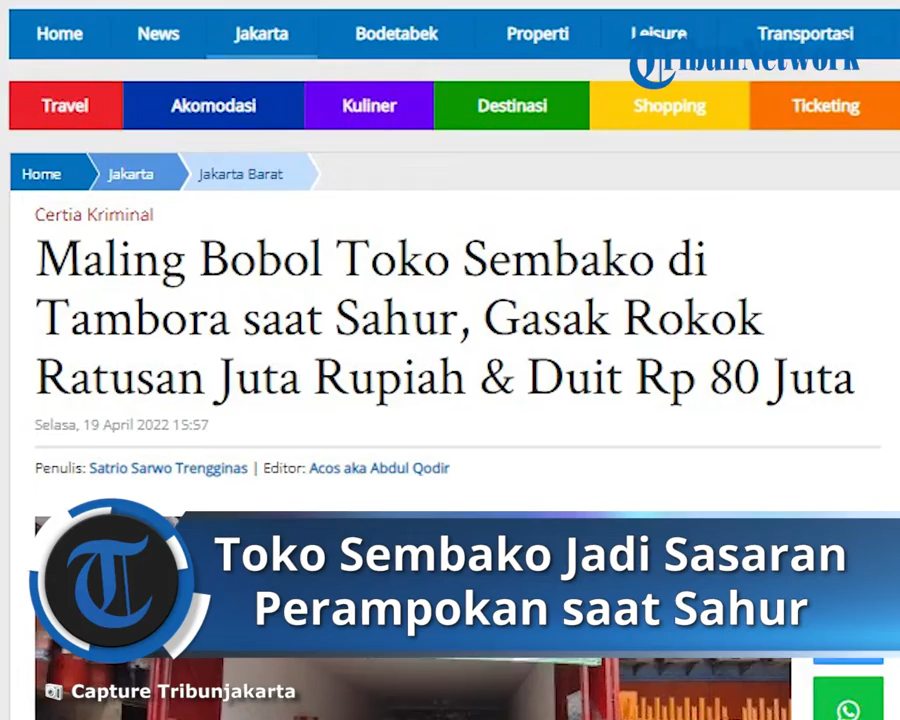 Home News Jakarta Bodetabek Properti Leisure Transportasi
TribunNetwork
Travel Akomodasi Kuliner Destinasi Shopping Ticketing
Home Jakarta Jakarta Barat
Certia Kriminal
Maling Bobol Toko Sembako di
Tambora saat Sahur, Gasak Rokok
Ratusan Juta Rupiah & Duit Rp 80 Juta
Selasa, 19 April 2022 15:57
Penulis: Satrio Sarwo Trengginas | Editor: Acos aka Abdul Qodir
T
Toko Sembako Jadi Sasaran
Perampokan saat Sahur
Capture Tribunjakarta